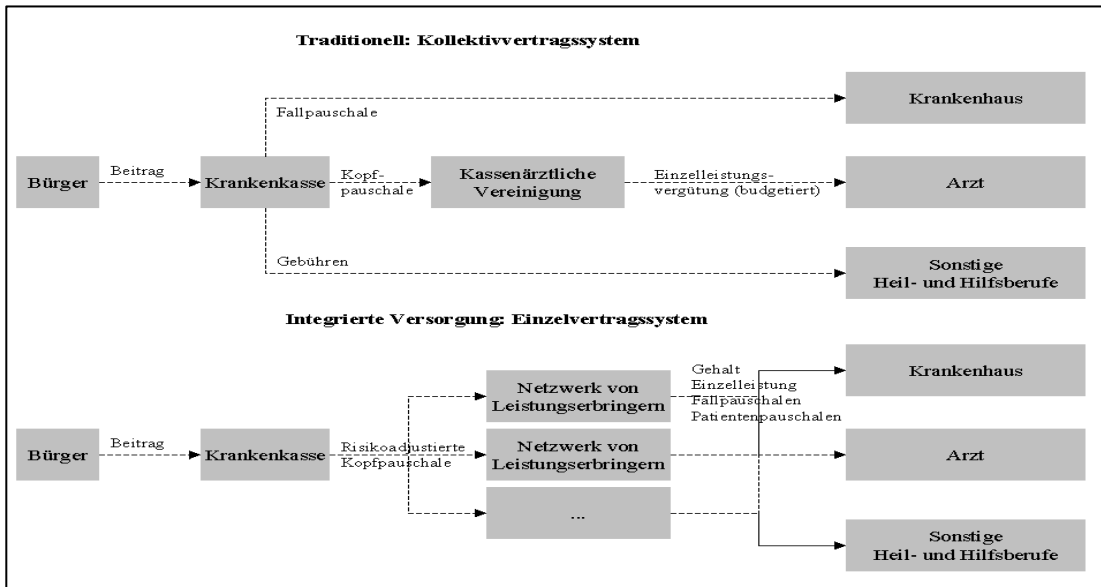 Traditionell: Kollektivvertragssystem
Krankenhaus
Fallpauschale
Bürger
Beitrag
Krankenkasse
Kopf-
pauschale
Kassenärztliche
Vereinigung
Einzelleistungs-
vergütung (budgetiert)
Arzt
Gebühren
Sonstige
Heil- und Hilfsberufe
Integrierte Versorgung: Einzelvertragssystem
Netzwerk von
Leistungserbringern
Gehalt
Einzelleistung
Fallpauschalen
Patientenpauschalen
Krankenhaus
Bürger
Beitrag
Krankenkasse
Risikoadjustierte
Kopfpauschale
Netzwerk von
Leistungserbringern
Arzt
...
Sonstige
Heil- und Hilfsberufe